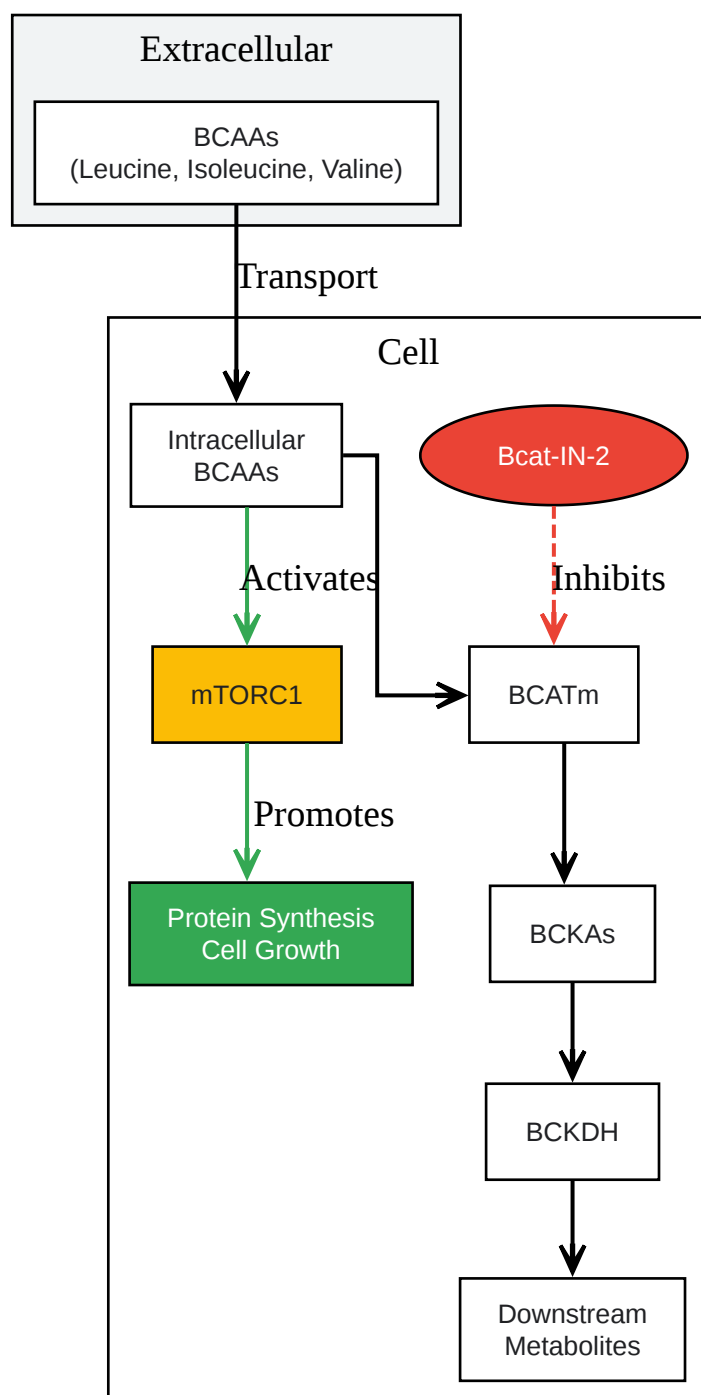 Extracellular
BCAAs
(Leucine, Isoleucine, Valine)
Transport
Cell
Intracellular
BCAAs
Bcat-IN-2
Activates
Inhibits
mTORC1
BCATm
Promotes
Protein Synthesis
Cell Growth
BCKAs
BCKDH
Downstream
Metabolites